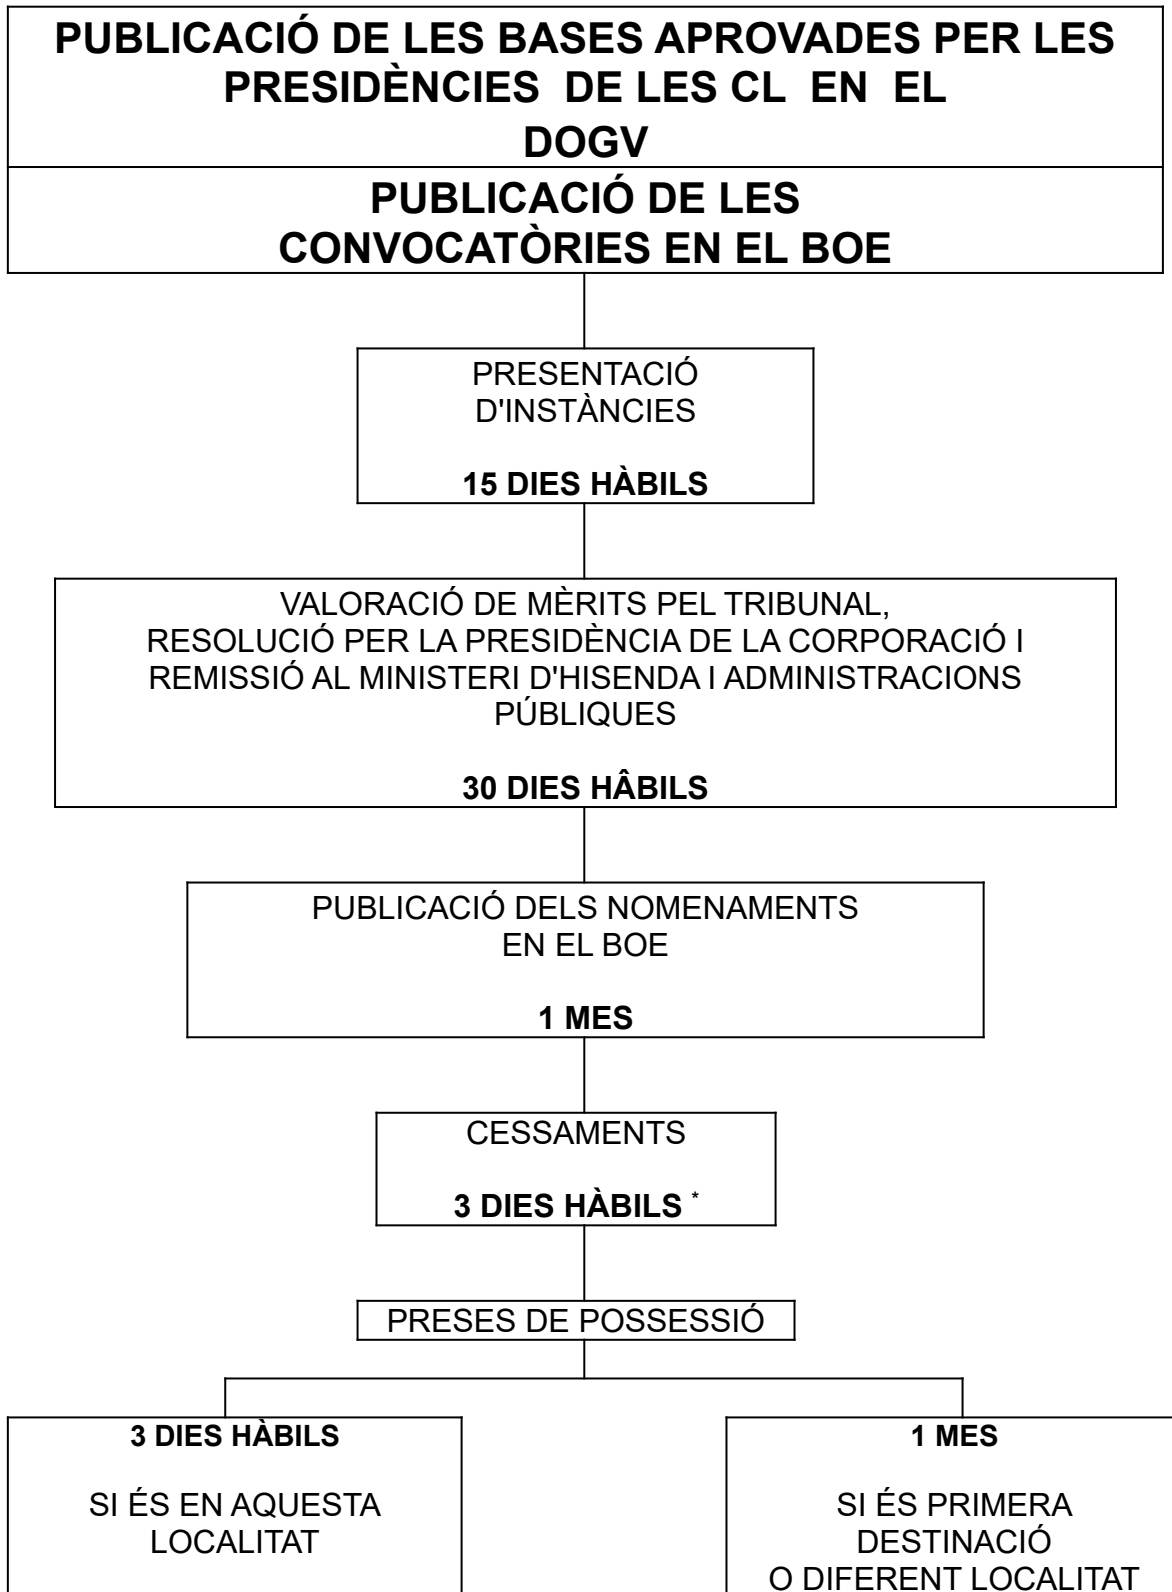 PUBLICACIÓ DE LES BASES APROVADES PER LES
PRESIDÈNCIES DE LES CL EN EL
DOGV
PUBLICACIÓ DE LES
CONVOCATÒRIES EN EL BOE
PRESENTACIÓ
D'INSTÀNCIES
15 DIES HÀBILS
VALORACIÓ DE MÈRITS PEL TRIBUNAL,
RESOLUCIÓ PER LA PRESIDÈNCIA DE LA CORPORACIÓ I
REMISSIÓ AL MINISTERI D'HISENDA I ADMINISTRACIONS
PÚBLIQUES
30 DIES HÂBILS
PUBLICACIÓ DELS NOMENAMENTS
EN EL BOE
1 MES
CESSAMENTS
3 DIES HÀBILS *
PRESES DE POSSESSIÓ
3 DIES HÀBILS
SI ÉS EN AQUESTA
LOCALITAT
1 MES
SI ÉS PRIMERA
DESTINACIÓ
O DIFERENT LOCALITAT